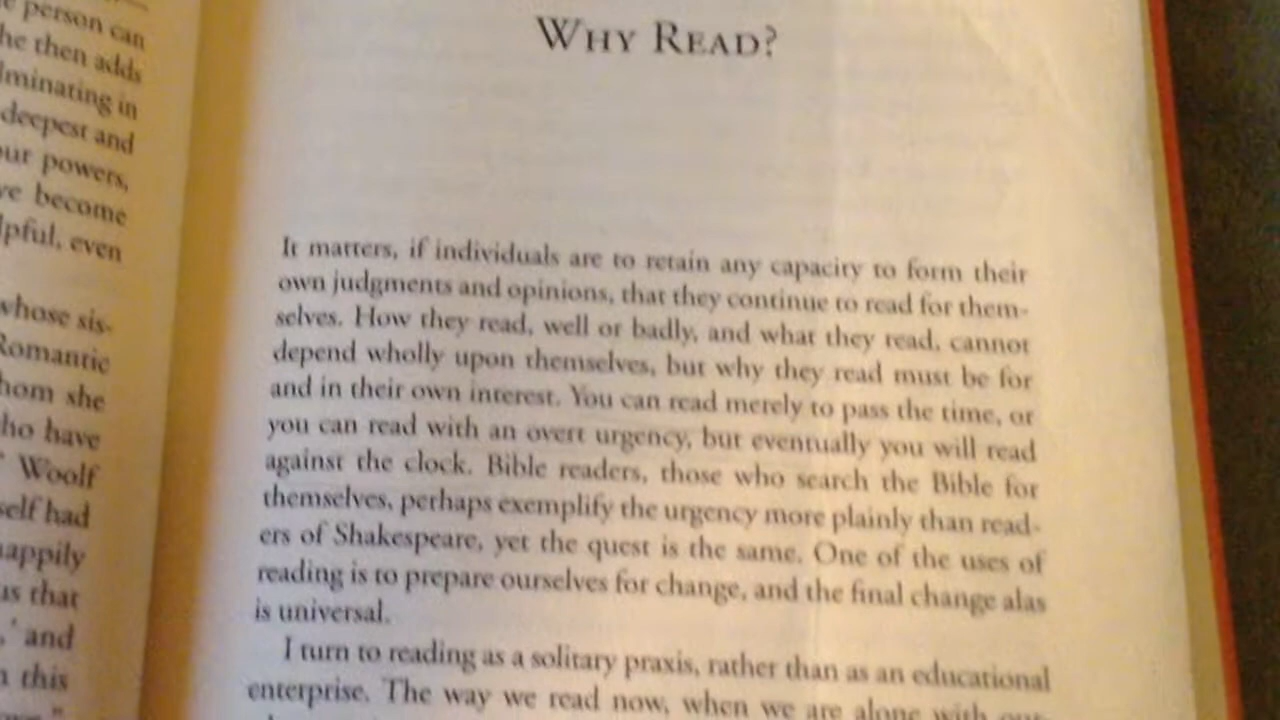 person can
he then adds
lminating in
deepest and
our powers,
ve become
lpful, even
whose sis-
Romantic
hom she
ho have
Woolf
self had
happily
us that
and
this
WHY READ?
It matters, if individuals are to retain any capacity to form their
own judgments and opinions, that they continue to read for them-
selves. How they read, well or badly, and what they read, cannot
depend wholly upon themselves, but why they read must be for
and in their own interest. You can read merely to pass the time, or
you can read with an overt urgency, but eventually you will read
against the clock. Bible readers, those who search the Bible for
themselves, perhaps exemplify the urgency more plainly than read-
ers of Shakespeare, yet the quest is the same. One of the uses of
reading is to prepare ourselves for change, and the final change alas
is universal.
I turn to reading as a solitary praxis, rather than as an educational
enterprise. The way we read now, when we are alone with our-